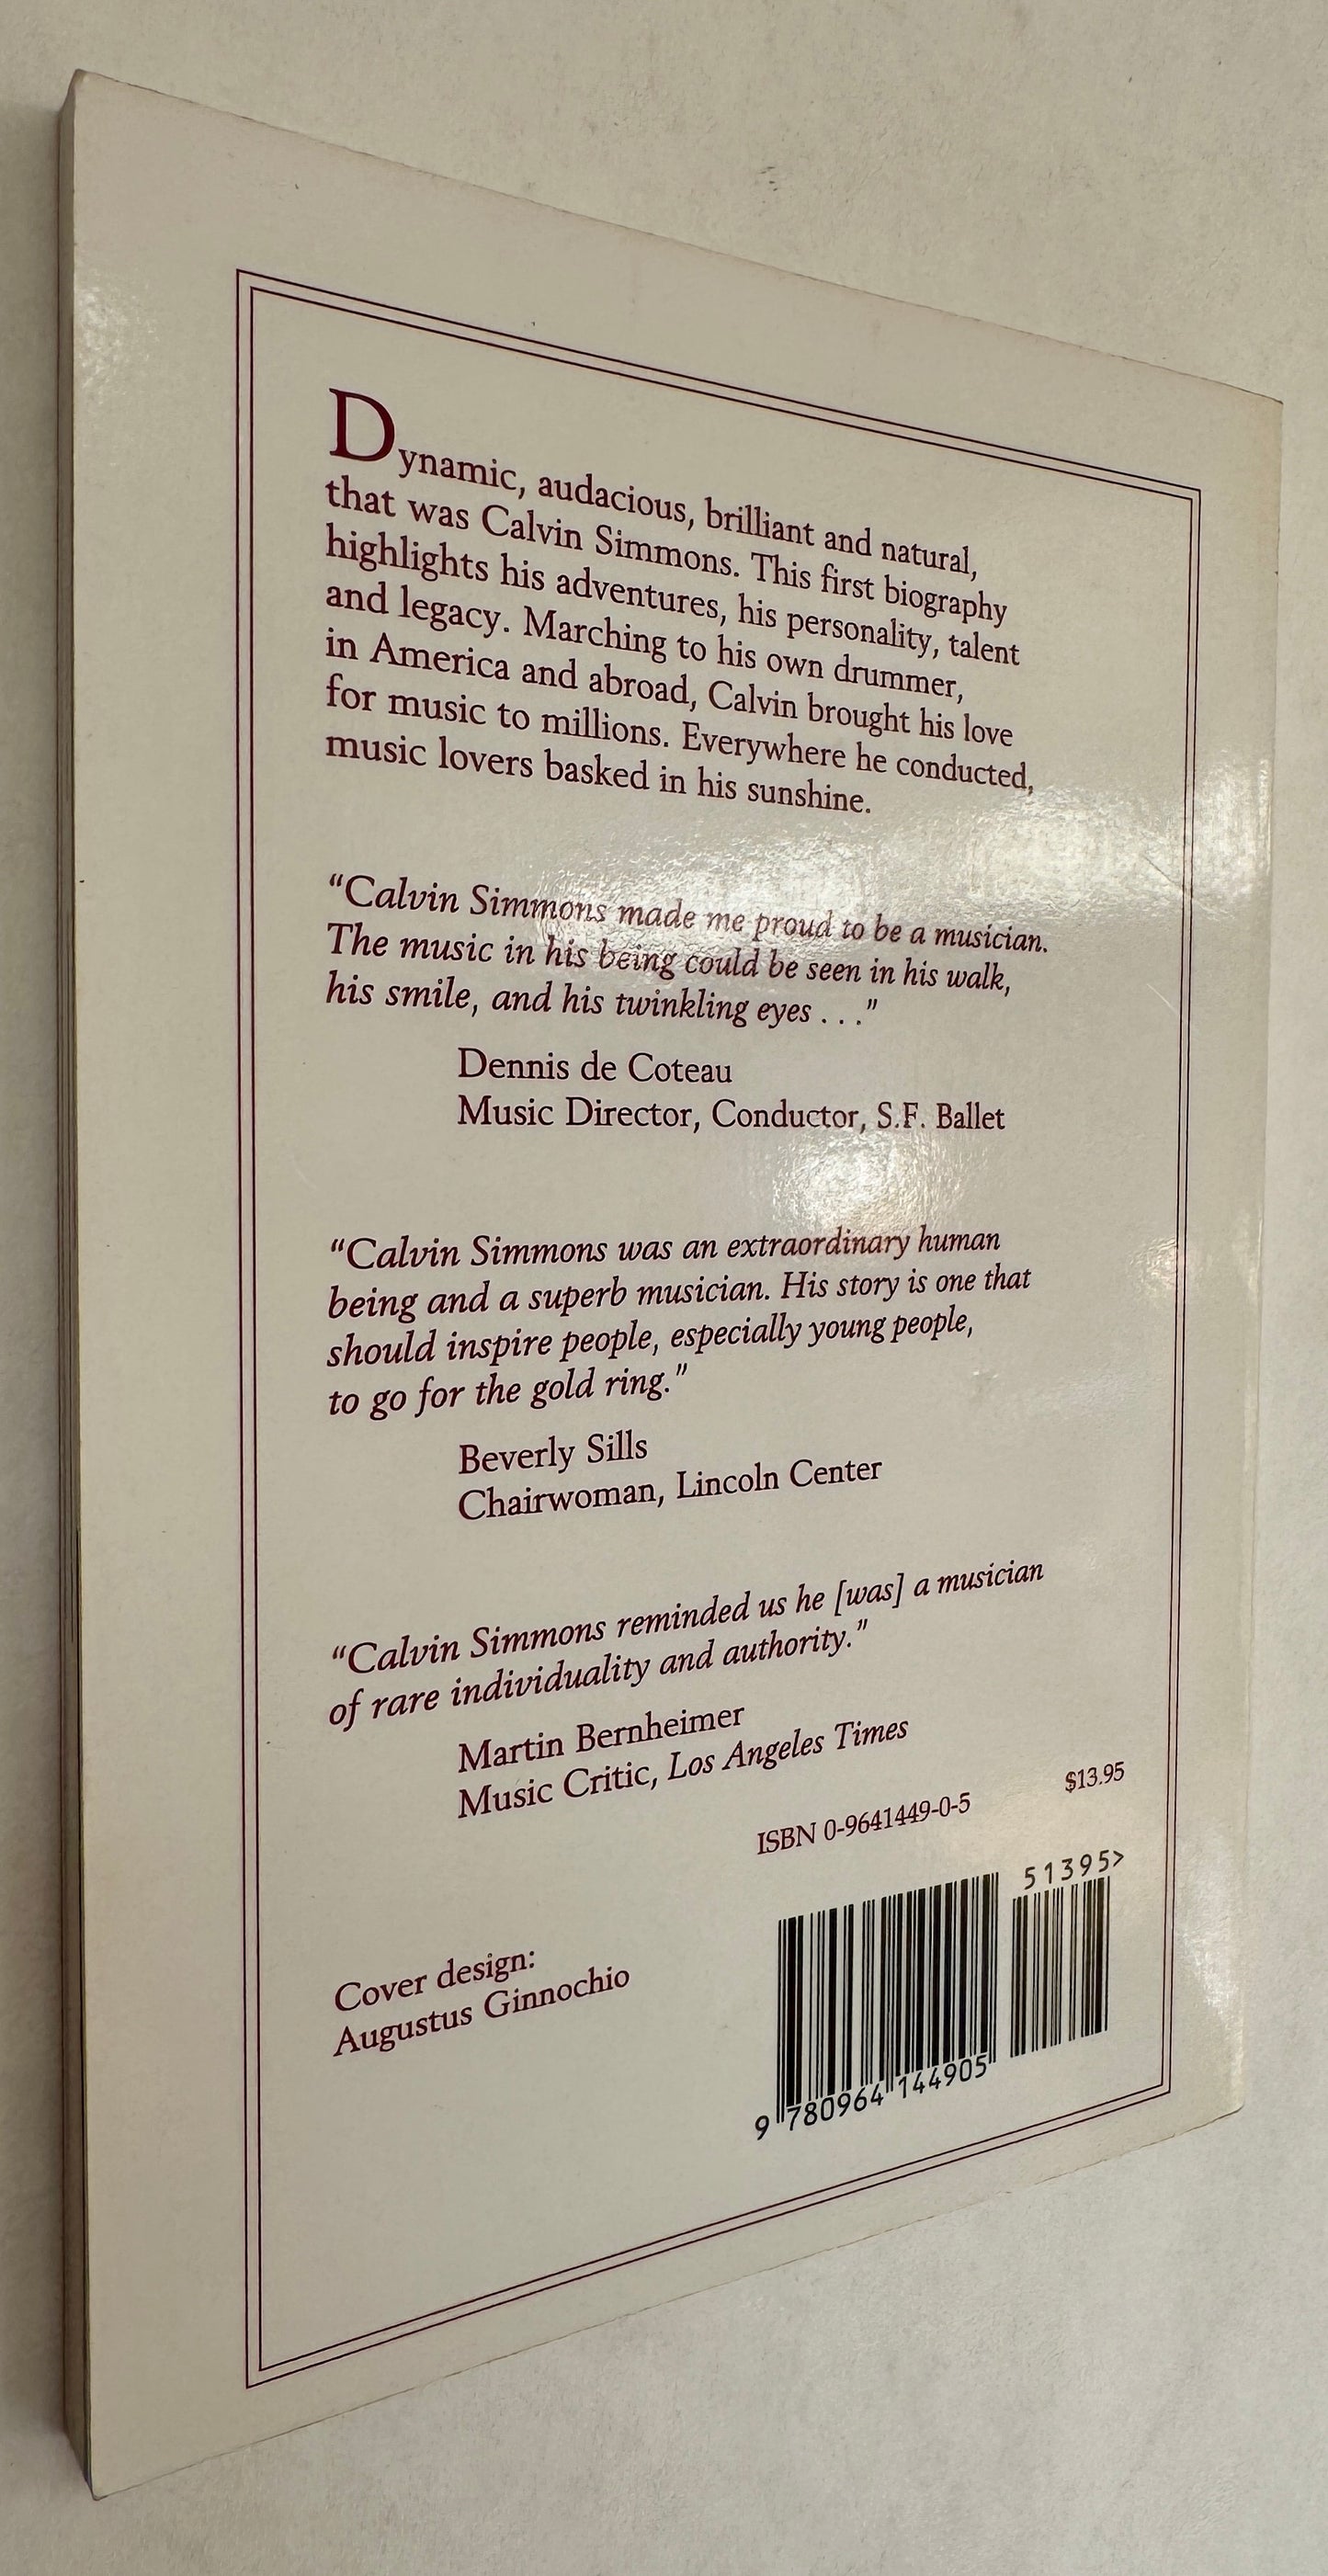 Dynamic, audacious, brilliant and natural,
that was Calvin Simmons. This first biography
highlights his adventures, his personality, talent
and legacy. Marching to his own drummer,
in America and abroad, Calvin brought his love
for music to millions. Everywhere he conducted,
music lovers basked in his sunshine.
“Calvin Simmons made me proud to be a musician.
The music in his being could be seen in his walk,
his smile, and his twinkling eyes . . .”
Dennis de Coteau
Music Director, Conductor, S.F. Ballet
“Calvin Simmons was an extraordinary human
being and a superb musician. His story is one that
should inspire people, especially young people,
to go for the gold ring.”
Beverly Sills
Chairwoman, Lincoln Center
“Calvin Simmons reminded us he [was] a musician
of rare individuality and authority.”
Martin Bernheimer
Music Critic, Los Angeles Times
ISBN 0-9641449-0-5 $13.95
51395>
9 780964 144905
Cover design:
Augustus Ginnochio